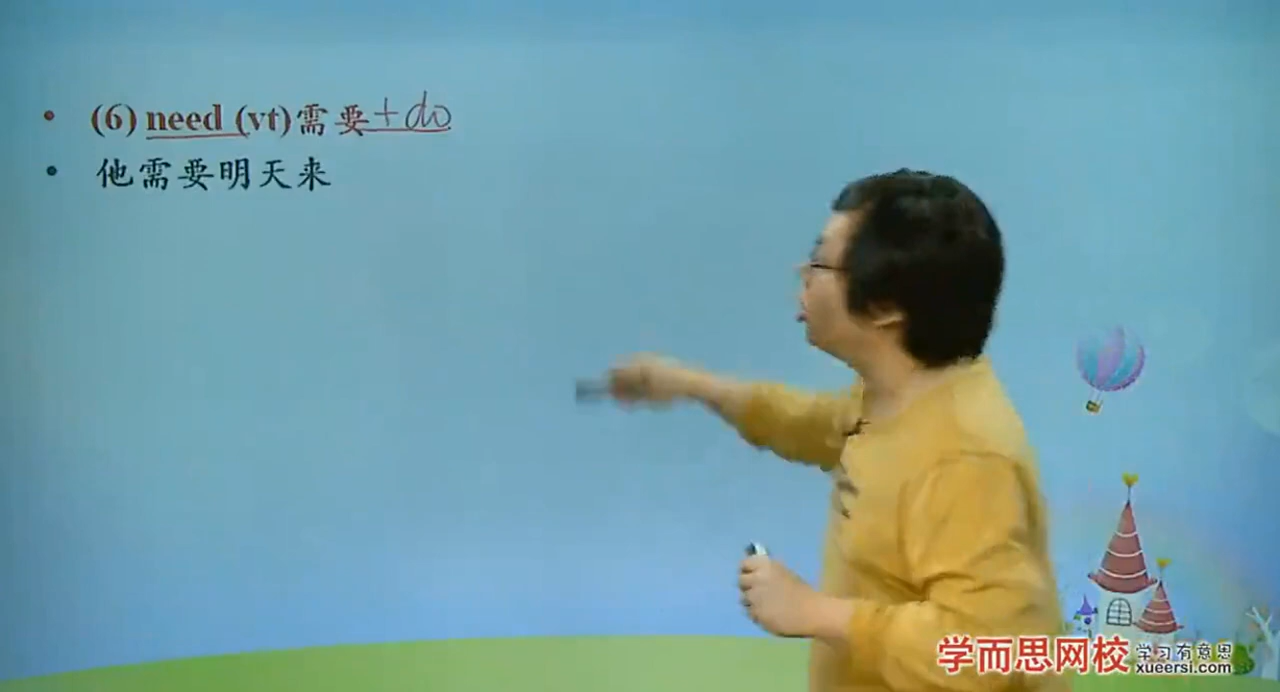 • (6) need (vt)需要+do
• 他需要明天来
学而思网校 学习有意思
xueersi.com